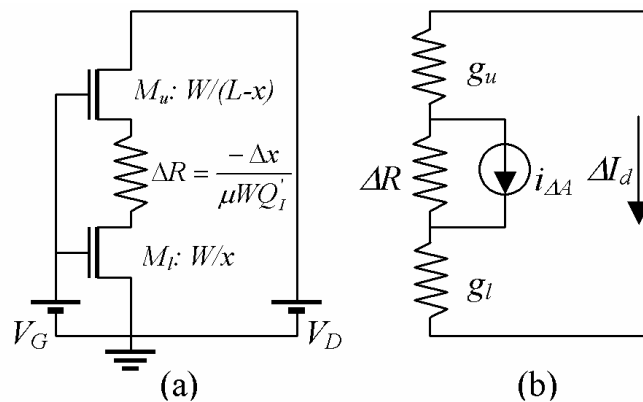 M_u: W/(L-x)
ΔR = -Δx / μWQ'_I
M_l: W/x
V_G
V_D
(a)
g_u
ΔR
i_ΔA
ΔI_d
g_l
(b)